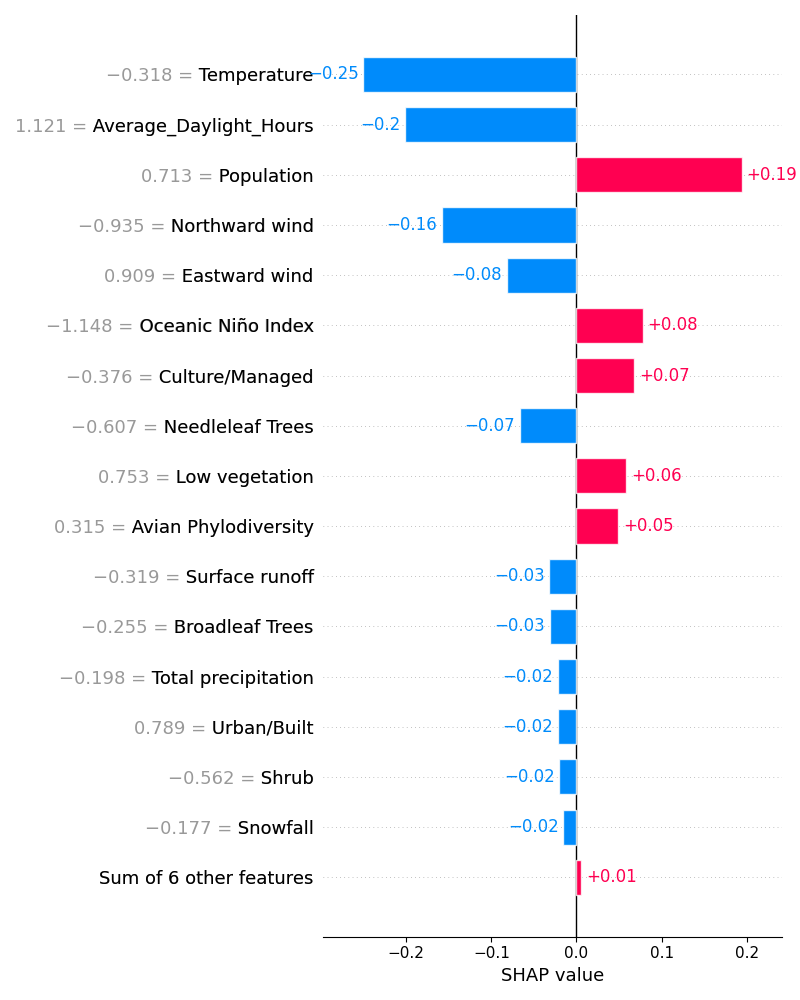 −0.318 = Temperature −0.25
1.121 = Average_Daylight_Hours −0.2
0.713 = Population +0.19
−0.935 = Northward wind −0.16
0.909 = Eastward wind −0.08
−1.148 = Oceanic Niño Index +0.08
−0.376 = Culture/Managed +0.07
−0.607 = Needleleaf Trees −0.07
0.753 = Low vegetation +0.06
0.315 = Avian Phylodiversity +0.05
−0.319 = Surface runoff −0.03
−0.255 = Broadleaf Trees −0.03
−0.198 = Total precipitation −0.02
0.789 = Urban/Built −0.02
−0.562 = Shrub −0.02
−0.177 = Snowfall −0.02
Sum of 6 other features +0.01
−0.2 −0.1 0.0 0.1 0.2
SHAP value